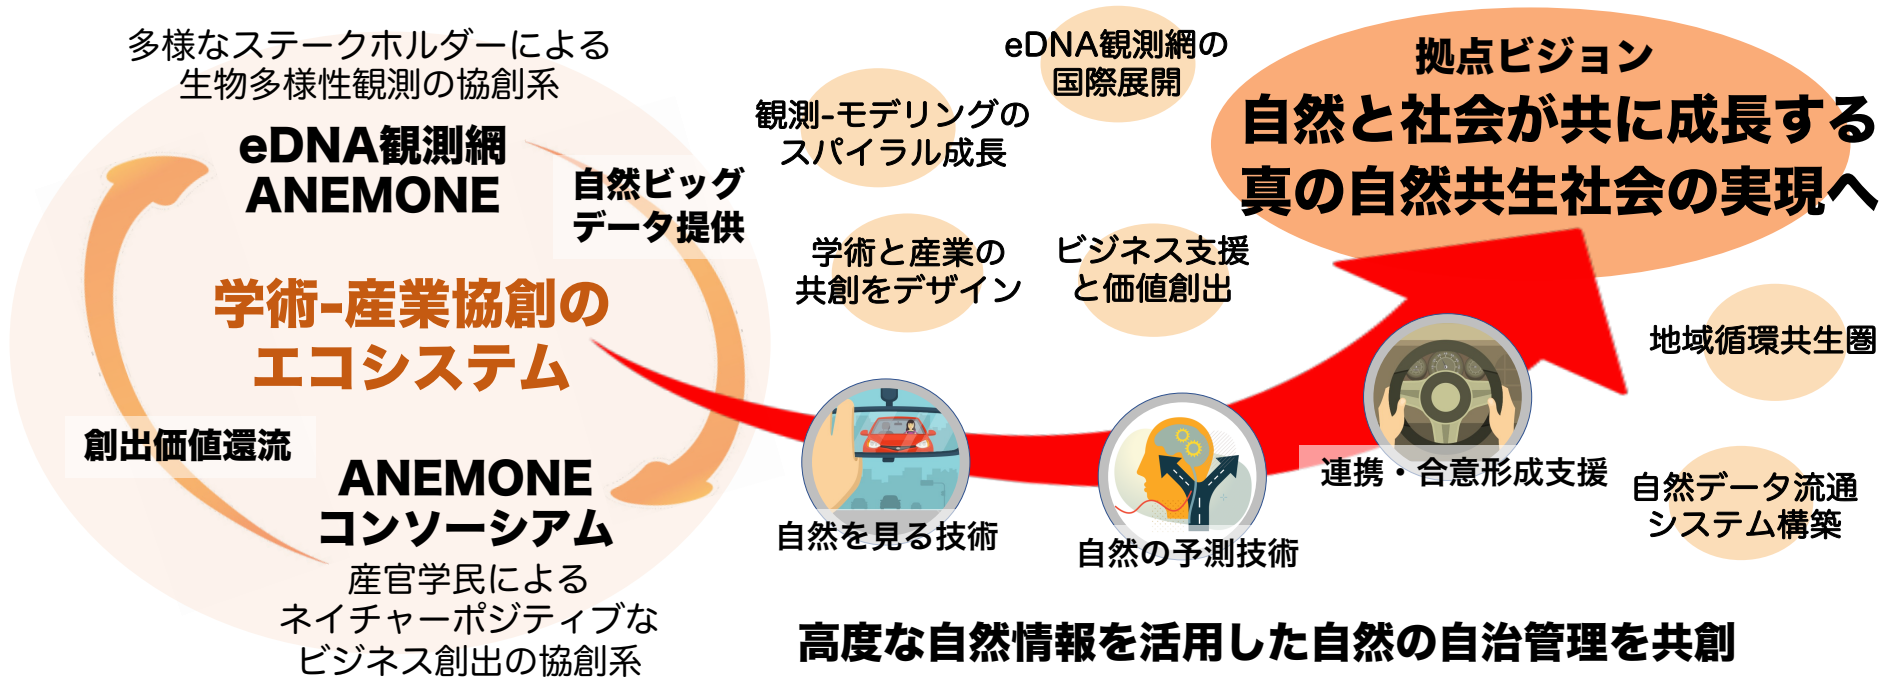 多様なステークホルダーによる
生物多様性観測の協創系
eDNA観測網
ANEMONE
自然ビッグ
データ提供
学術-産業協創の
エコシステム
創出価値還流
ANEMONE
コンソーシアム
産官学民による
ネイチャーポジティブな
ビジネス創出の協創系
観測-モデリングの
スパイラル成長
eDNA観測網の
国際展開
学術と産業の
共創をデザイン
ビジネス支援
と価値創出
拠点ビジョン
自然と社会が共に成長する
真の自然共生社会の実現へ
地域循環共生圏
自然データ流通
システム構築
自然を見る技術
自然の予測技術
連携・合意形成支援
高度な自然情報を活用した自然の自治管理を共創